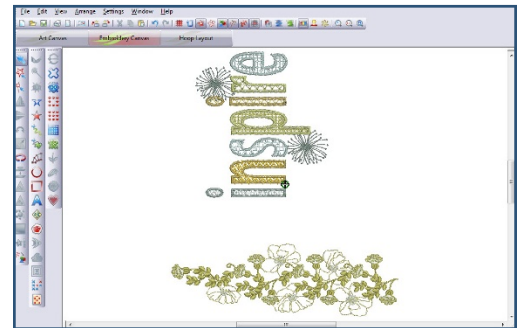 File Edit View Arrange Settings Window Help
Art Canvas Embroidery Canvas Hoop Layout
inspire